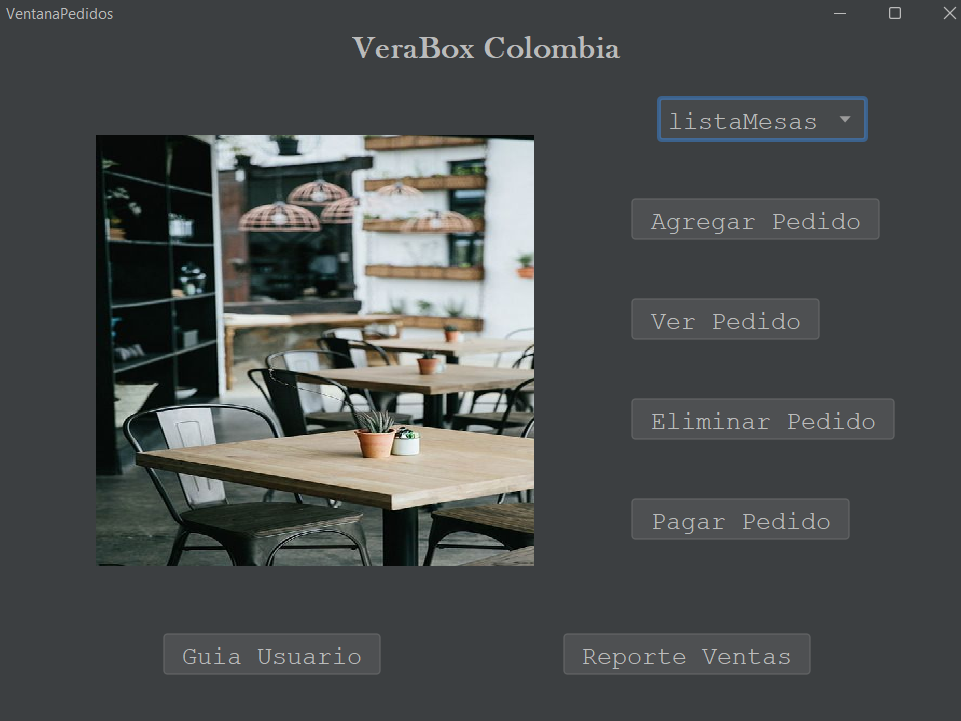 VentanaPedidos
VeraBox Colombia
listaMesas
Agregar Pedido
Ver Pedido
Eliminar Pedido
Pagar Pedido
Guia Usuario
Reporte Ventas